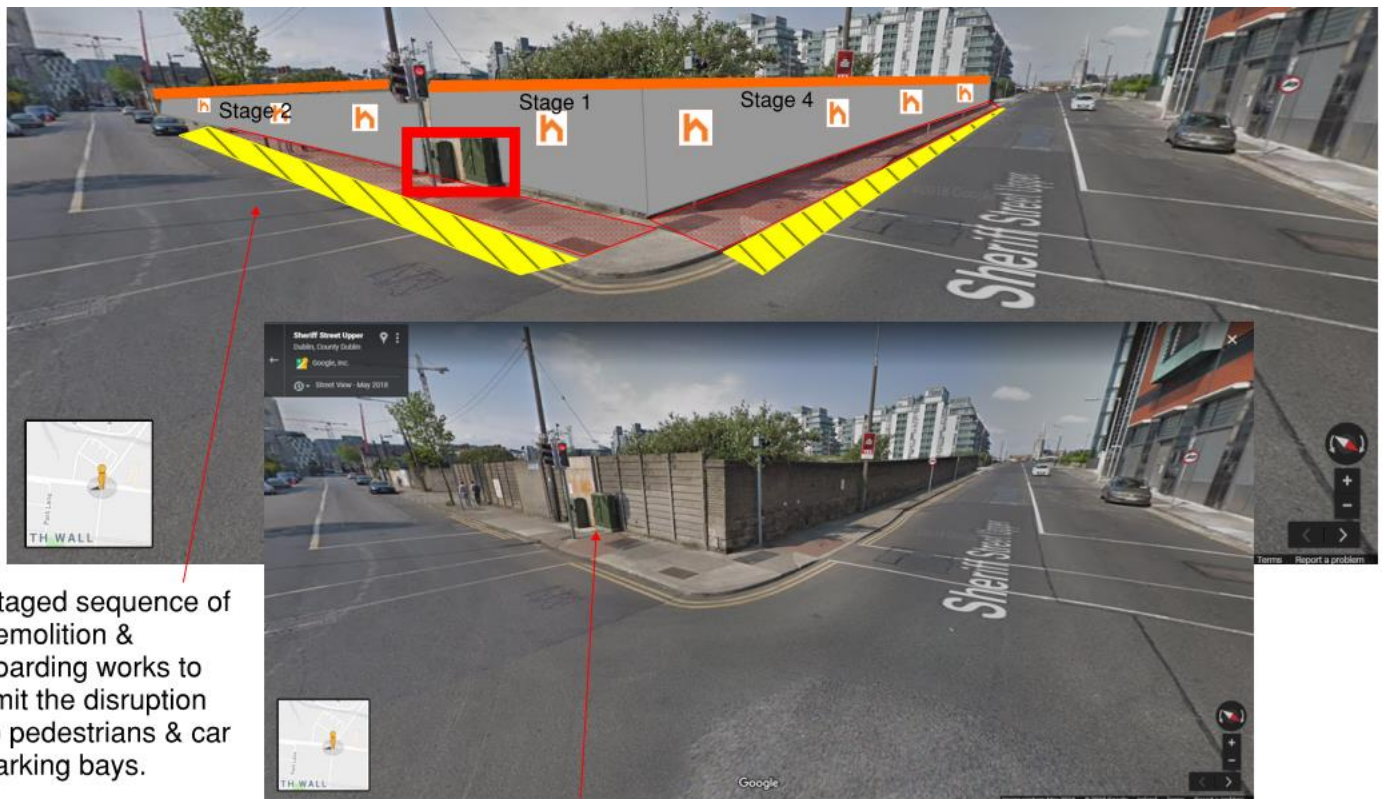 Stage 2
Stage 1
Stage 4
Sheriff Street Upper
TH WALL
Terms Report a problem
Sheriff Street Upper
Dublin, County Dublin
Google, Inc.
Street View - May 2018
Sheriff Street Upper
TH WALL
Google
taged sequence of
emolition &
oarding works to
mit the disruption
pedestrians & car
arking bays.